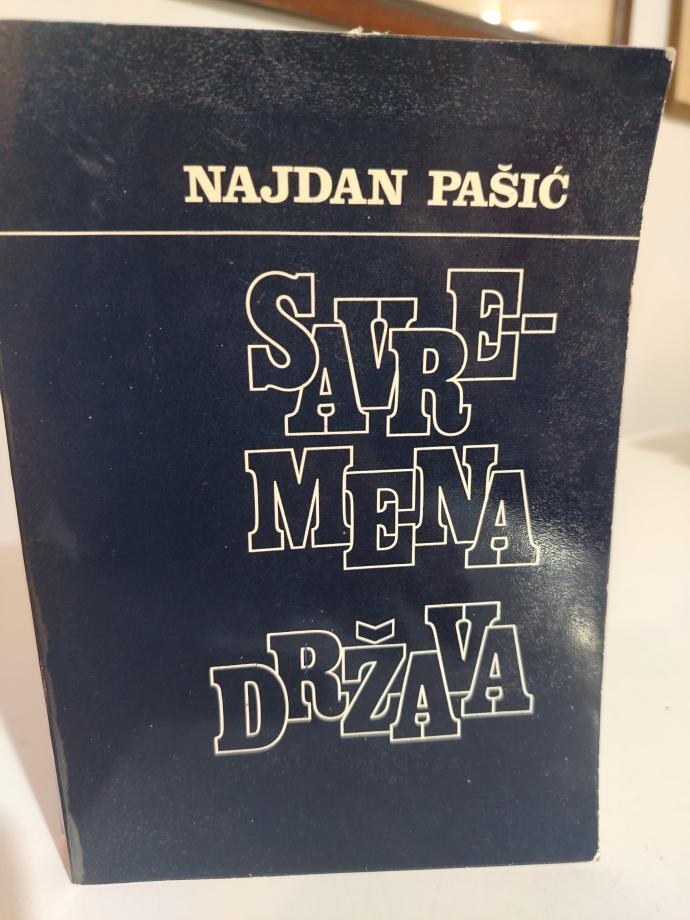 NAJDAN PAŠIĆ
SAVRE-
MENA
DRŽAVA